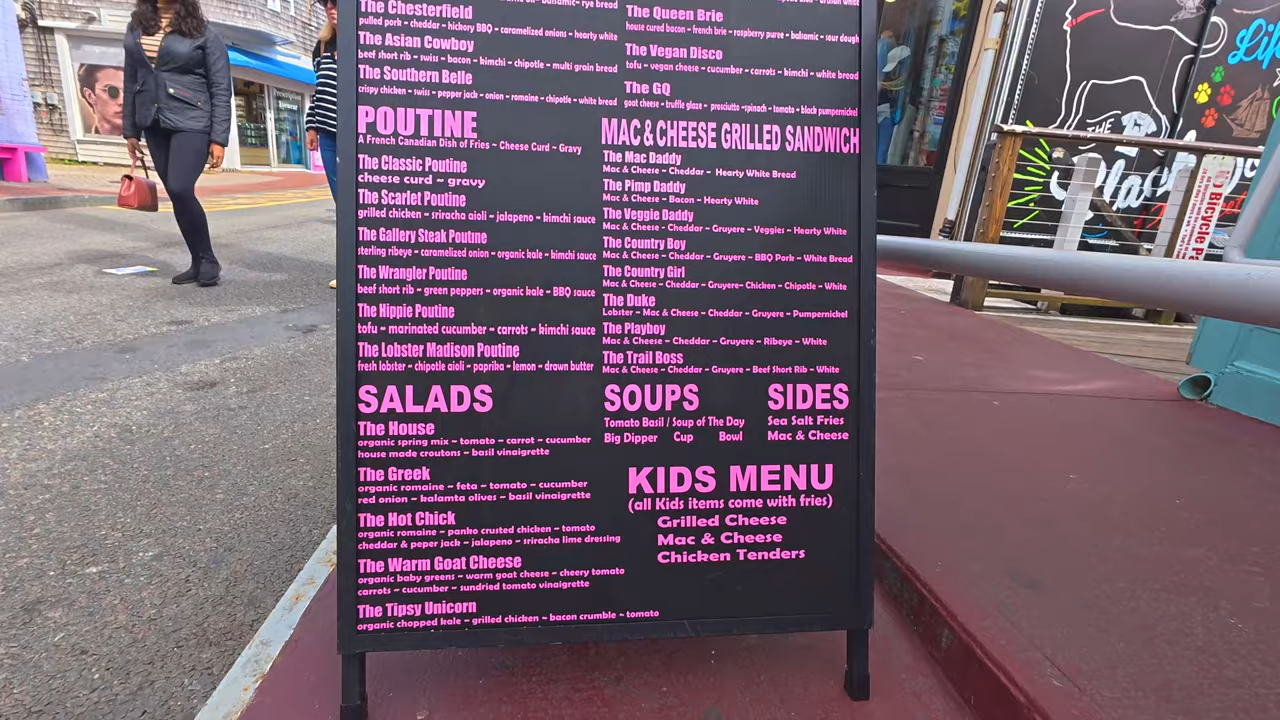 balsamic~ rye bread
The Chesterfield
pulled pork ~ cheddar ~ hickory BBQ ~ caramelized onions ~ hearty white
The Asian Cowboy
beef short rib ~ swiss ~ bacon ~ kimchi ~ chipotle ~ multi grain bread
The Southern Belle
crispy chicken ~ swiss ~ pepper jack ~ onion ~ romaine ~ chipotle ~ white bread
POUTINE
A French Canadian Dish of Fries ~ Cheese Curd ~ Gravy
The Classic Poutine
cheese curd ~ gravy
The Scarlet Poutine
grilled chicken ~ sriracha aioli ~ jalapeno ~ kimchi sauce
The Gallery Steak Poutine
sterling ribeye ~ caramelized onion ~ organic kale ~ kimchi sauce
The Wrangler Poutine
beef short rib ~ green peppers ~ organic kale ~ BBQ sauce
The Hippie Poutine
tofu ~ marinated cucumber ~ carrots ~ kimchi sauce
The Lobster Madison Poutine
fresh lobster ~ chipotle aioli ~ paprika ~ lemon ~ drawn butter
SALADS
The House
organic spring mix ~ tomato ~ carrot ~ cucumber
house made croutons ~ basil vinaigrette
The Greek
organic romaine ~ feta ~ tomato ~ cucumber
red onion ~ kalamta olives ~ basil vinaigrette
The Hot Chick
organic romaine ~ panko crusted chicken ~ tomato
cheddar & peper jack ~ jalapeno ~ sriracha lime dressing
The Warm Goat Cheese
organic baby greens ~ warm goat cheese ~ cheery tomato
carrots ~ cucumber ~ sundried tomato vinaigrette
The Tipsy Unicorn
organic chopped kale ~ grilled chicken ~ bacon crumble ~ tomato
The Queen Brie
house cured bacon ~ french brie ~ raspberry puree ~ balsamic ~ sour dough
The Vegan Disco
tofu ~ vegan cheese ~ cucumber ~ carrots ~ kimchi ~ white bread
The GQ
goat cheese ~ truffle glaze ~ prosciutto ~spinach ~ tomato ~ black pumpernickel
MAC & CHEESE GRILLED SANDWICH
The Mac Daddy
Mac & Cheese ~ Cheddar ~ Hearty White Bread
The Pimp Daddy
Mac & Cheese ~ Bacon ~ Hearty White
The Veggie Daddy
Mac & Cheese ~ Cheddar ~ Gruyere ~ Veggies ~ Hearty White
The Country Boy
Mac & Cheese ~ Cheddar ~ Gruyere ~ BBQ Pork ~ White Bread
The Country Girl
Mac & Cheese ~ Cheddar ~ Gruyere~ Chicken ~ Chipotle ~ White
The Duke
Lobster ~ Mac & Cheese ~ Cheddar ~ Gruyere ~ Pumpernickel
The Playboy
Mac & Cheese ~ Cheddar ~ Gruyere ~ Ribeye ~ White
The Trail Boss
Mac & Cheese ~ Cheddar ~ Gruyere ~ Beef Short Rib ~ White
SOUPS
Tomato Basil / Soup of The Day
Big Dipper Cup Bowl
SIDES
Sea Salt Fries
Mac & Cheese
KIDS MENU
(all Kids items come with fries)
Grilled Cheese
Mac & Cheese
Chicken Tenders
THE